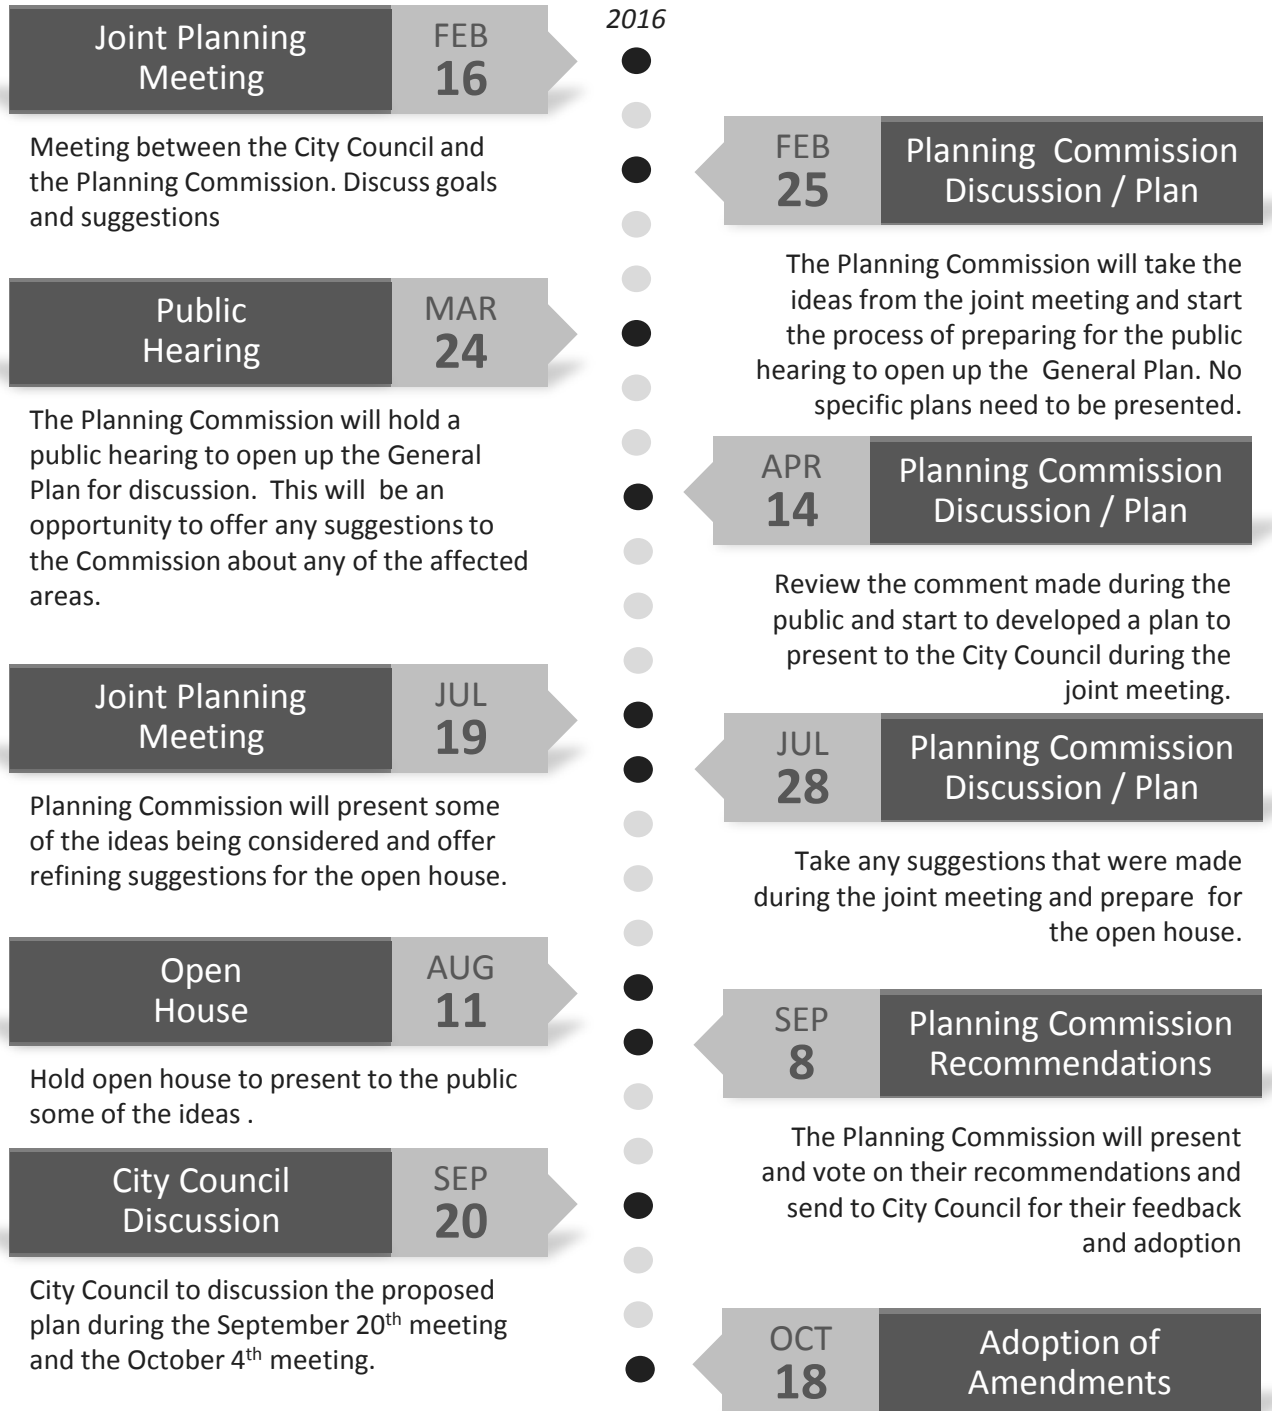 2016
Joint Planning
Meeting
FEB
16
Meeting between the City Council and
the Planning Commission. Discuss goals
and suggestions
FEB
25
Planning Commission
Discussion / Plan
The Planning Commission will take the
ideas from the joint meeting and start
the process of preparing for the public
hearing to open up the General Plan. No
specific plans need to be presented.
Public
Hearing
MAR
24
The Planning Commission will hold a
public hearing to open up the General
Plan for discussion. This will be an
opportunity to offer any suggestions to
the Commission about any of the affected
areas.
APR
14
Planning Commission
Discussion / Plan
Review the comment made during the
public and start to developed a plan to
present to the City Council during the
joint meeting.
Joint Planning
Meeting
JUL
19
Planning Commission will present some
of the ideas being considered and offer
refining suggestions for the open house.
JUL
28
Planning Commission
Discussion / Plan
Take any suggestions that were made
during the joint meeting and prepare for
the open house.
Open
House
AUG
11
Hold open house to present to the public
some of the ideas .
SEP
8
Planning Commission
Recommendations
The Planning Commission will present
and vote on their recommendations and
send to City Council for their feedback
and adoption
City Council
Discussion
SEP
20
City Council to discussion the proposed
plan during the September 20th meeting
and the October 4th meeting.
OCT
18
Adoption of
Amendments